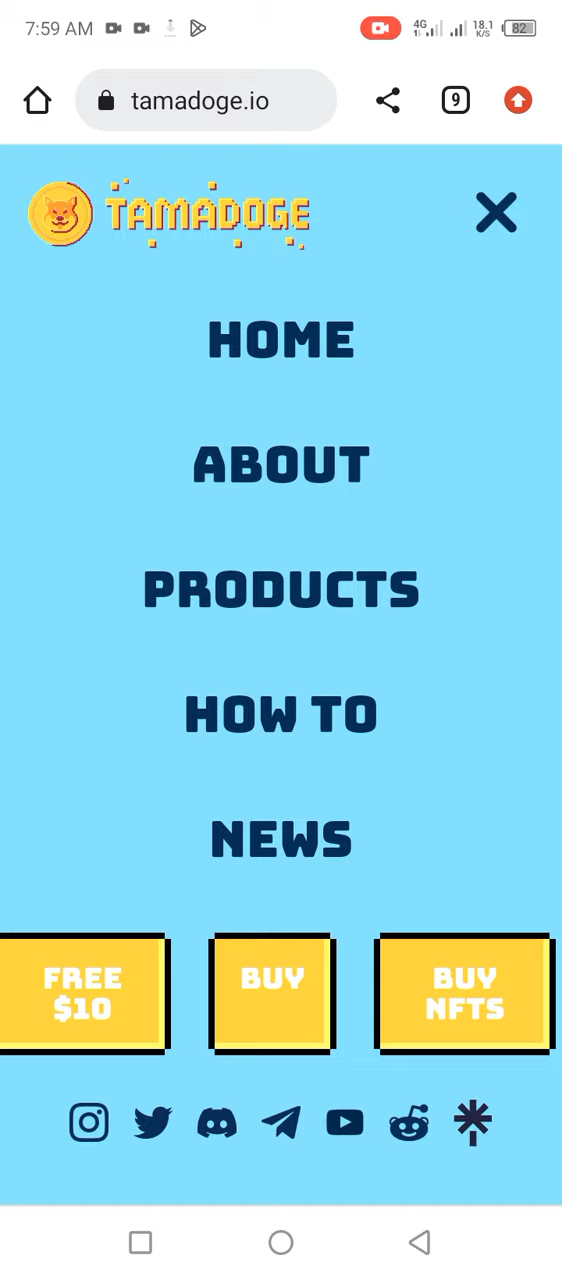 7:59 AM
4G
18.1
K/S
82
tamadoge.io
9
TAMADOGE
HOME
ABOUT
PRODUCTS
HOW TO
NEWS
FREE
$10
BUY
BUY
NFTS